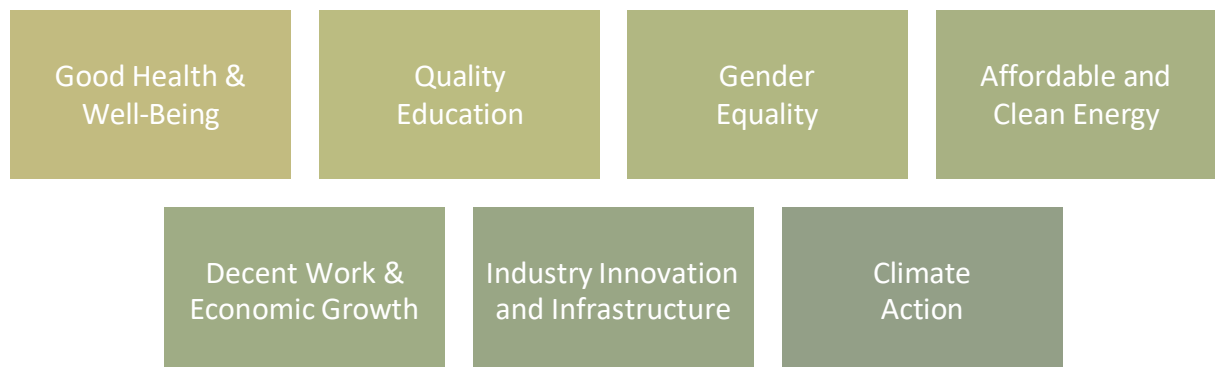 Good Health &
Well-Being
Quality
Education
Gender
Equality
Affordable and
Clean Energy
Decent Work &
Economic Growth
Industry Innovation
and Infrastructure
Climate
Action